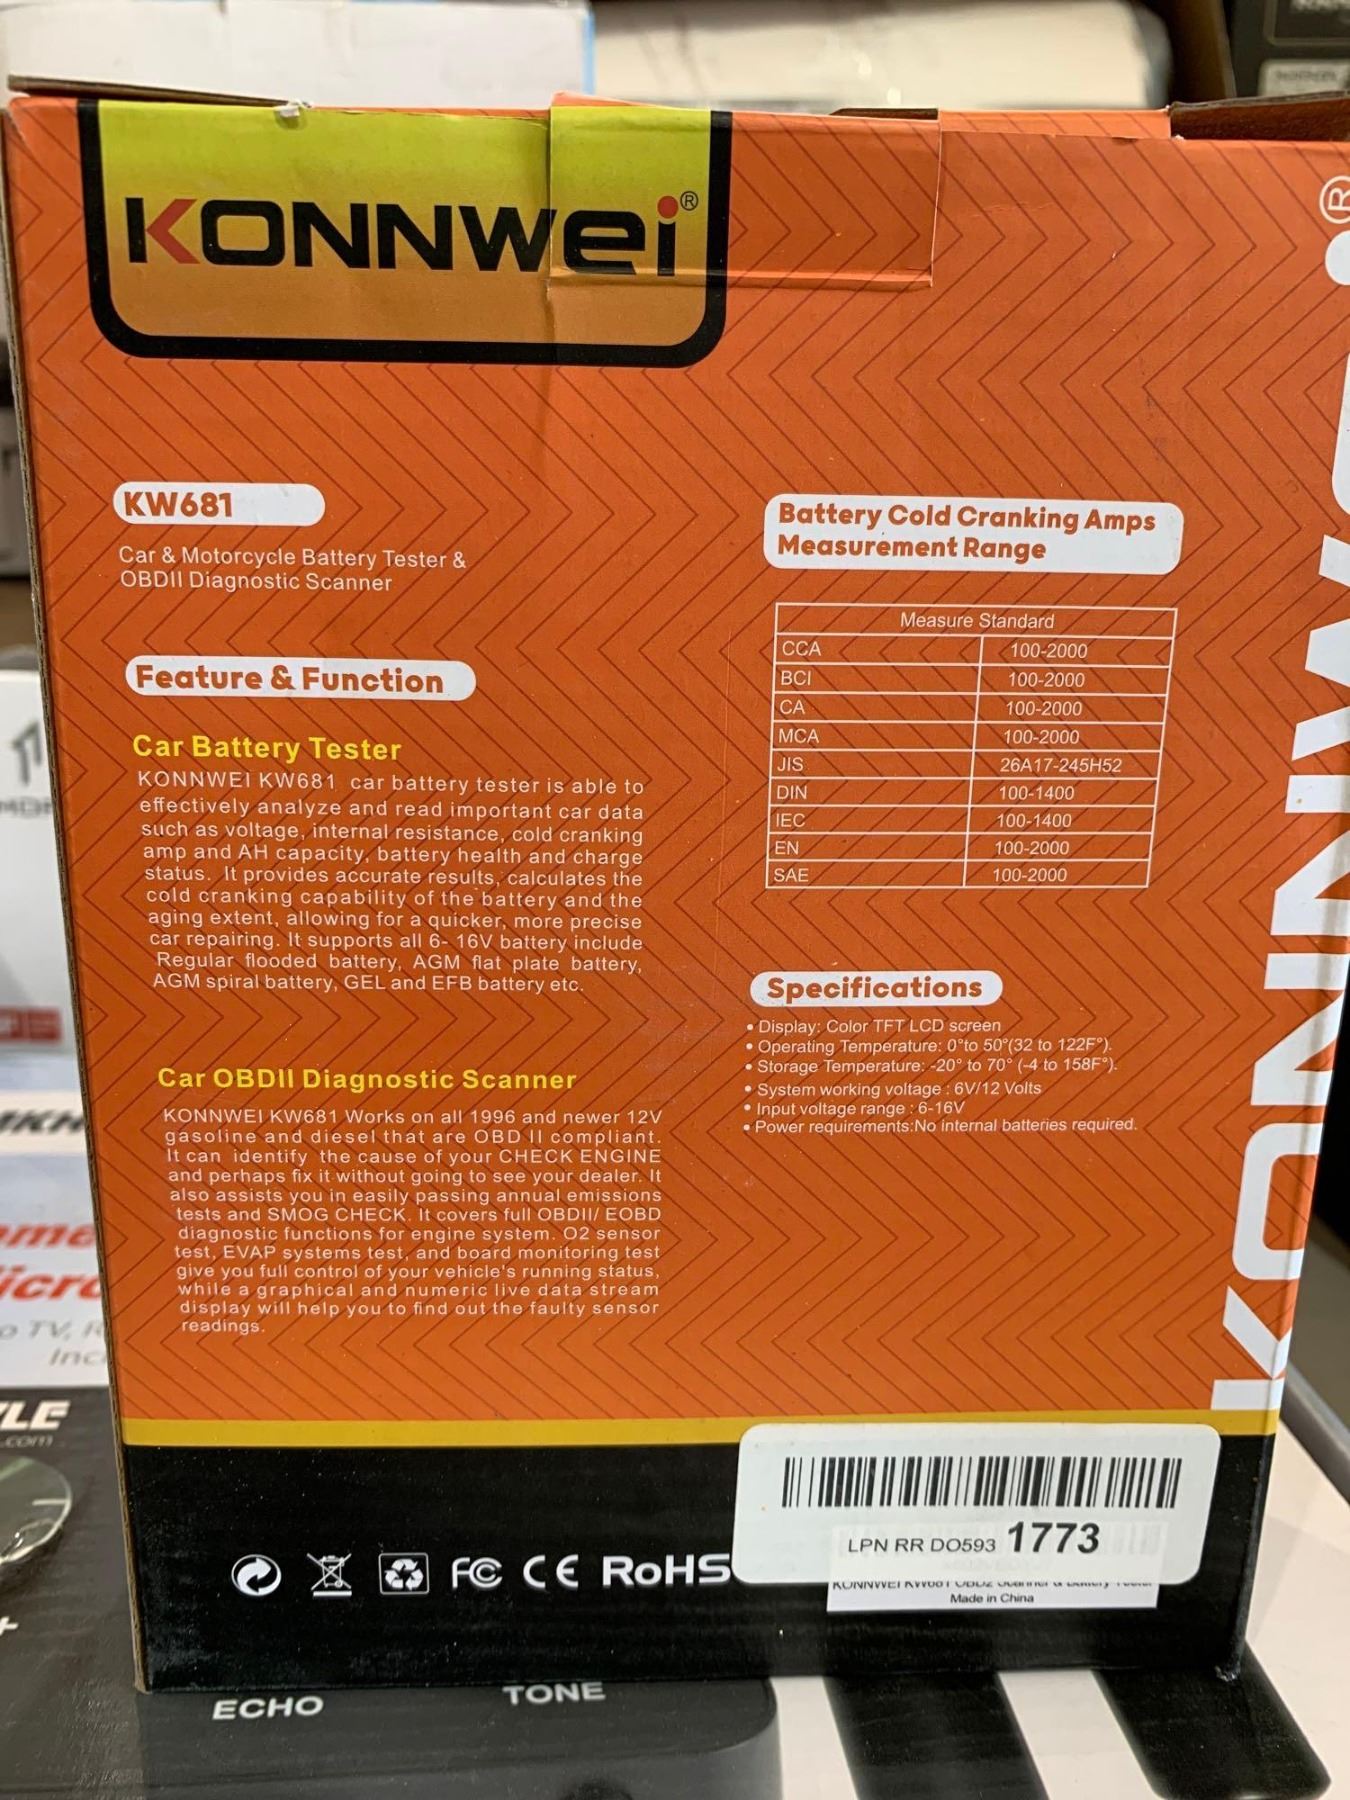 KONNWEI®
KW681
Car & Motorcycle Battery Tester &
OBDII Diagnostic Scanner
Feature & Function
Car Battery Tester
KONNWEI KW681 car battery tester is able to
effectively analyze and read important car data
such as voltage, internal resistance, cold cranking
amp and AH capacity, battery health and charge
status. It provides accurate results, calculates the
cold cranking capability of the battery and the
aging extent, allowing for a quicker, more precise
car repairing. It supports all 6- 16V battery include
Regular flooded battery, AGM flat plate battery,
AGM spiral battery, GEL and EFB battery etc.
Car OBDII Diagnostic Scanner
KONNWEI KW681 Works on all 1996 and newer 12V
gasoline and diesel that are OBD II compliant.
It can identify the cause of your CHECK ENGINE
and perhaps fix it without going to see your dealer. It
also assists you in easily passing annual emissions
tests and SMOG CHECK. It covers full OBDII/ EOBD
diagnostic functions for engine system. O2 sensor
test, EVAP systems test, and board monitoring test
give you full control of your vehicle's running status,
while a graphical and numeric live data stream
display will help you to find out the faulty sensor
readings.
Battery Cold Cranking Amps
Measurement Range
Measure Standard
CCA 100-2000
BCI 100-2000
CA 100-2000
MCA 100-2000
JIS 26A17-245H52
DIN 100-1400
IEC 100-1400
EN 100-2000
SAE 100-2000
Specifications
• Display: Color TFT LCD screen
• Operating Temperature: 0°to 50°(32 to 122F°).
• Storage Temperature: -20° to 70° (-4 to 158F°).
• System working voltage : 6V/12 Volts
• Input voltage range : 6-16V
• Power requirements:No internal batteries required.
KONNWEI®
FC CE RoHS
LPN RR DO593 1773
KONNWEI KW681 OBD2 Scanner & Battery Tester
Made in China
ECHO
TONE
.com